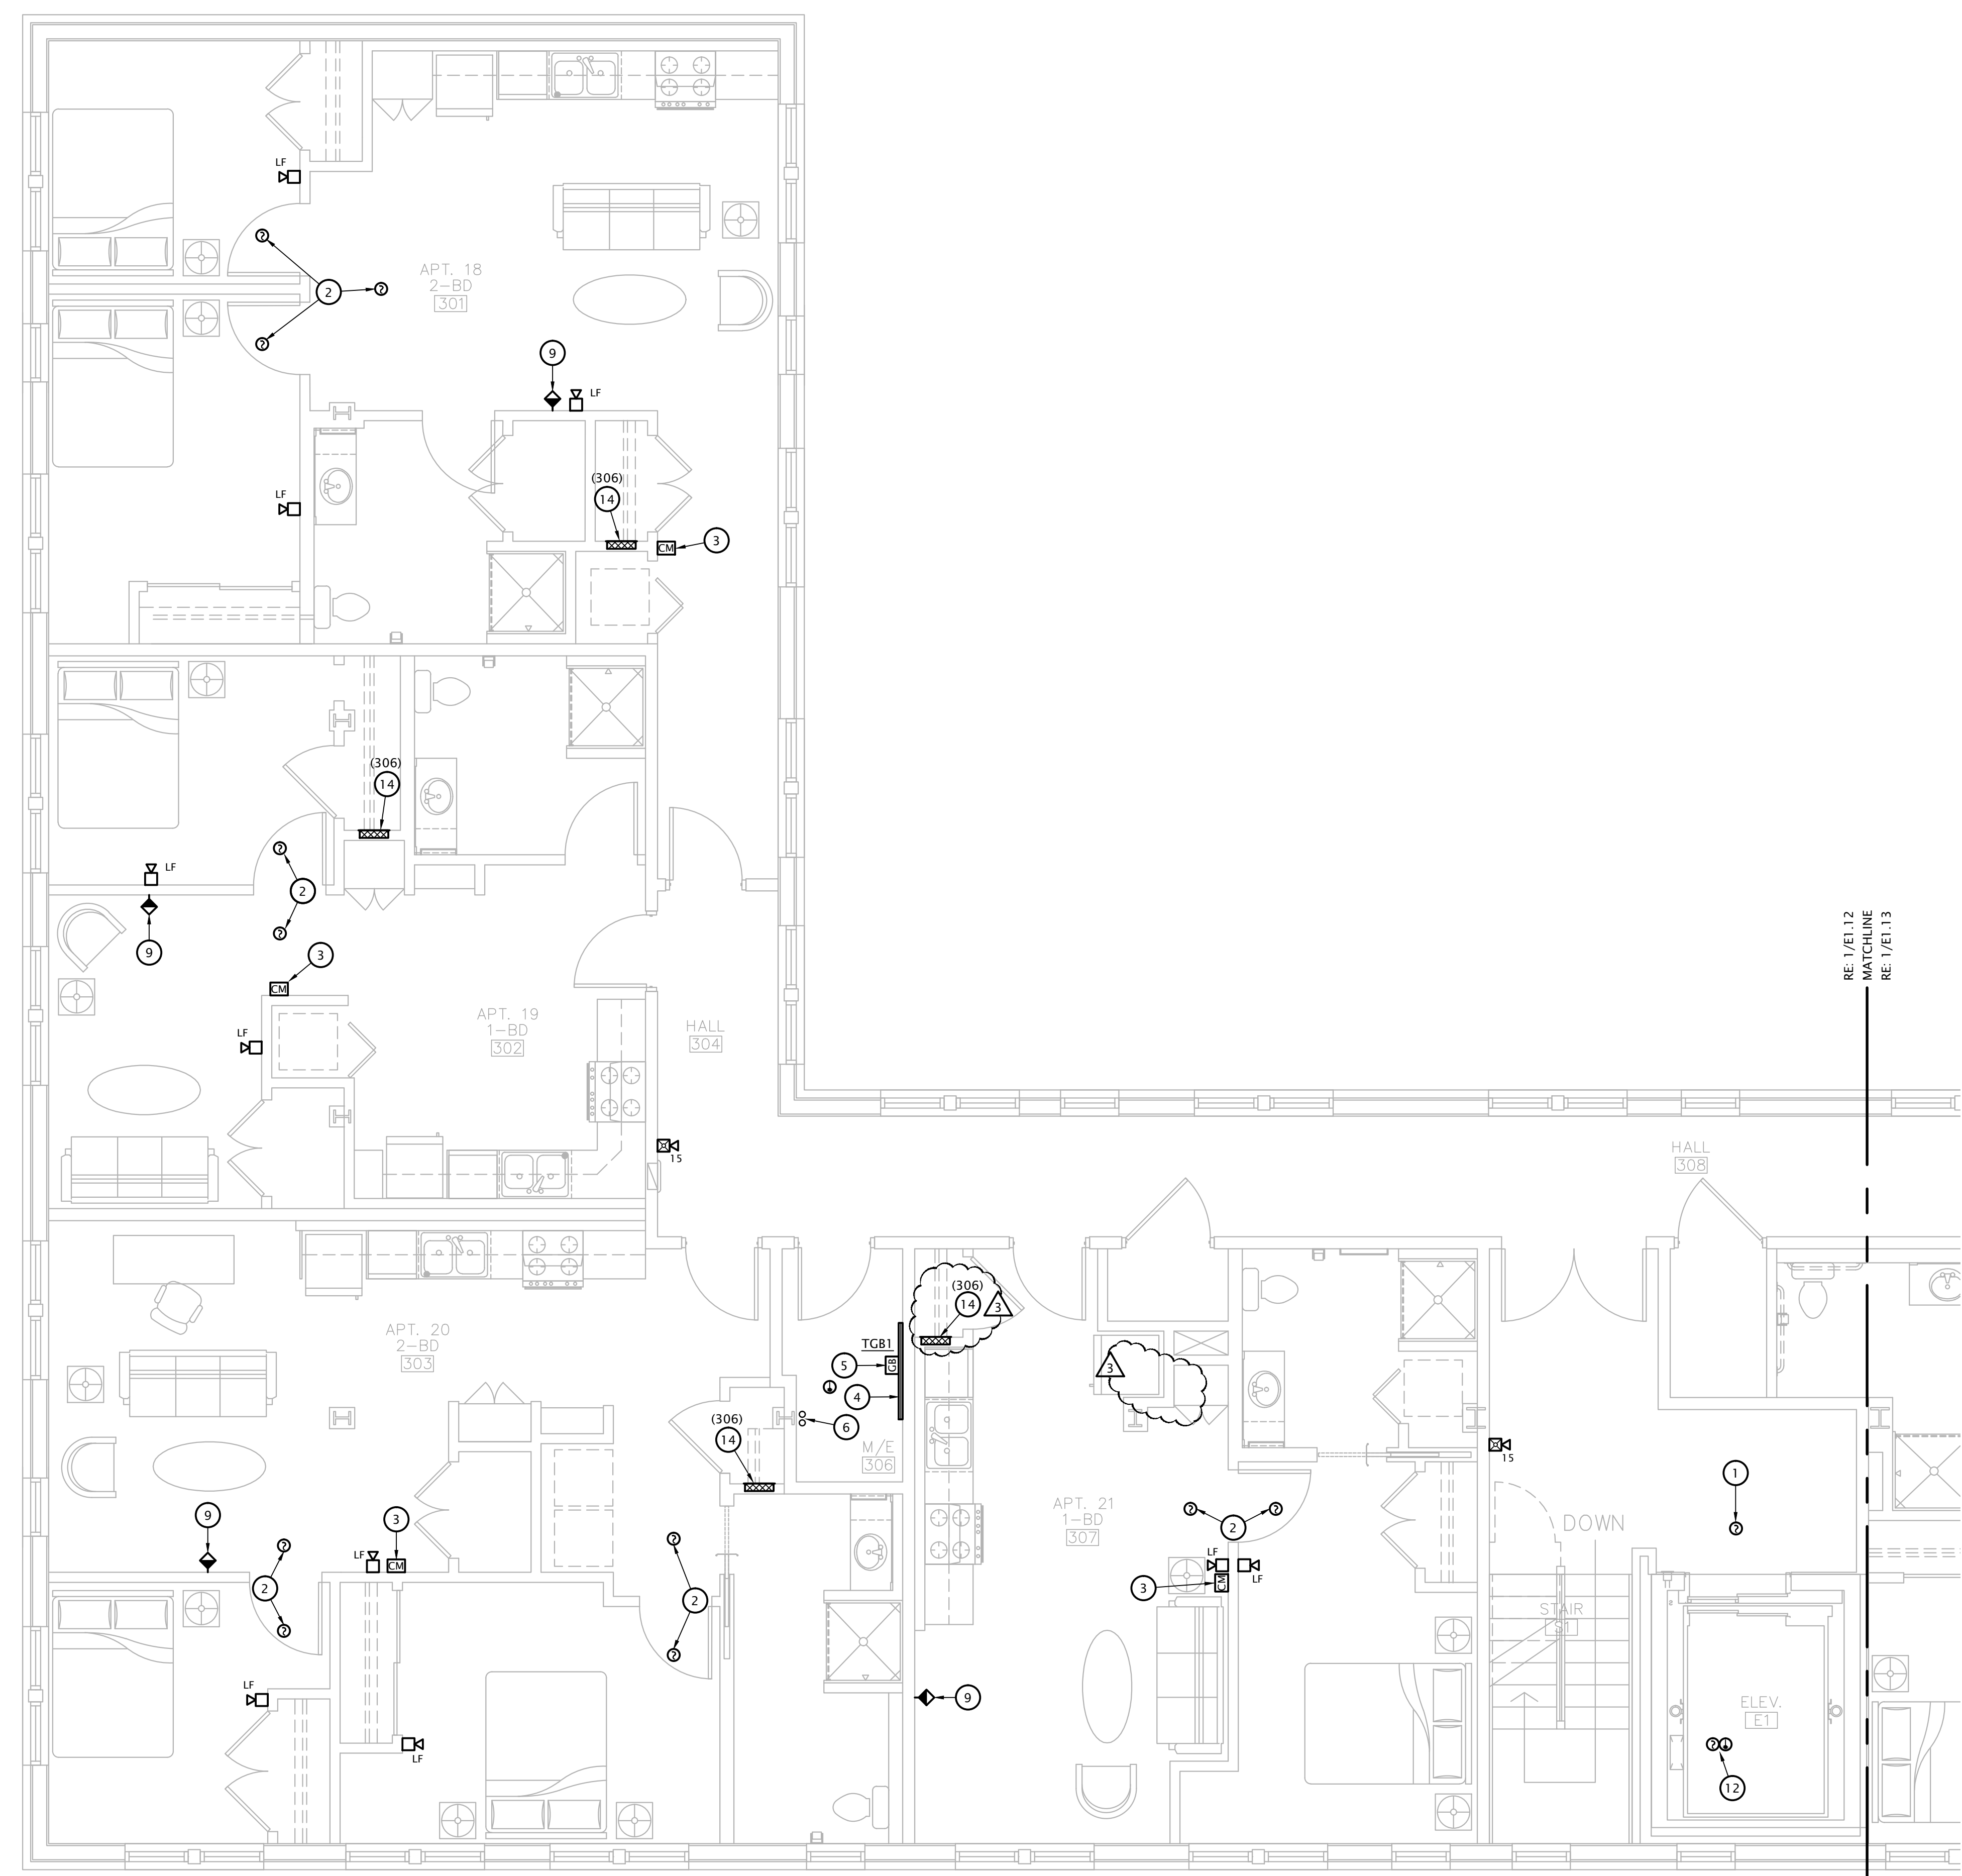 LF
?
2
?
?
APT. 18
2-BD
301
9
LF
LF
(306)
14
CM
3
(306)
14
LF
?
2
?
9
3
CM
LF
APT. 19
1-BD
302
HALL
304
15
RE: 1/E1.12
MATCHLINE
RE: 1/E1.13
HALL
308
(306)
14
3
APT. 20
2-BD
303
TGB1
5
GB
4
6
M/E
306
3
(306)
14
15
1
?
9
3
LF
CM
?
2
?
?
2
?
APT. 21
1-BD
307
?
2
?
LF
LF
3
CM
DOWN
STAIR
S1
LF
LF
9
ELEV.
E1
?
12